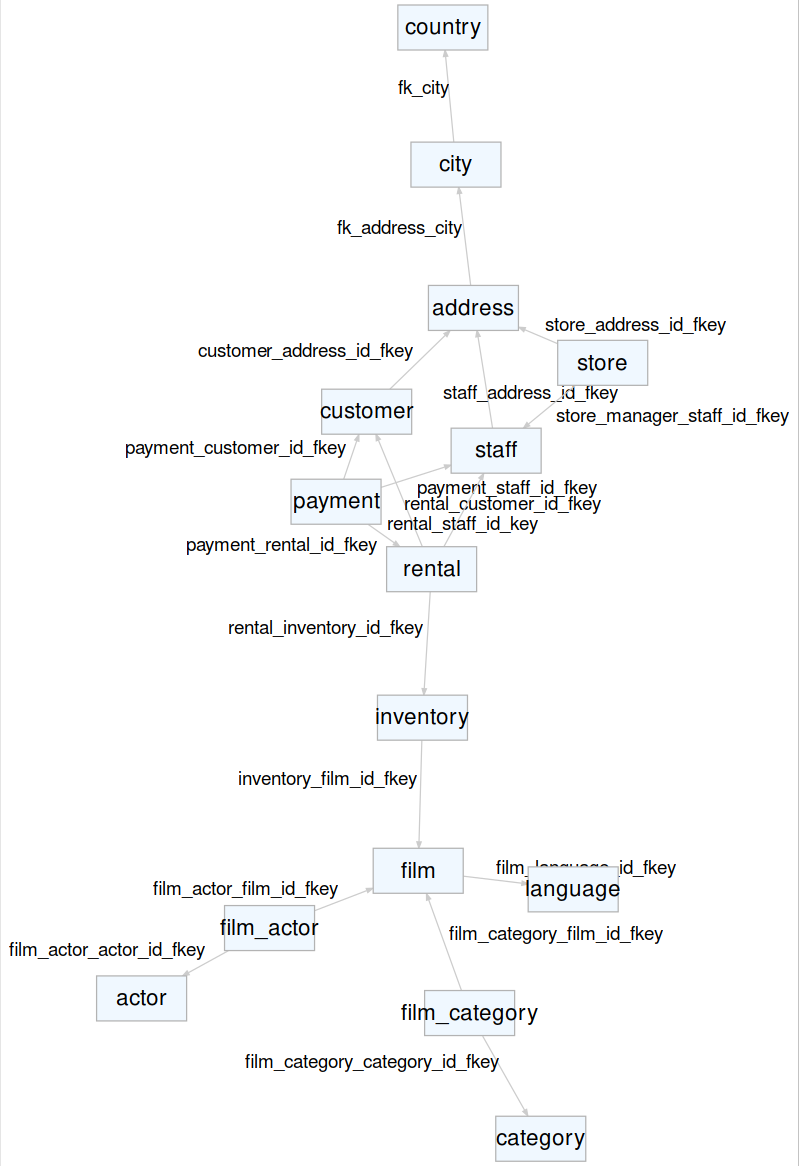 country
fk_city
city
fk_address_city
address
store_address_id_fkey
customer_address_id_fkey
store
staff_address_id_fkey
customer
store_manager_staff_id_fkey
payment_customer_id_fkey
staff
payment_staff_id_fkey
payment
rental_customer_id_fkey
rental_staff_id_key
payment_rental_id_fkey
rental
rental_inventory_id_fkey
inventory
inventory_film_id_fkey
film
film_language_id_fkey
language
film_actor_film_id_fkey
film_actor
film_category_film_id_fkey
film_actor_actor_id_fkey
actor
film_category
film_category_category_id_fkey
category